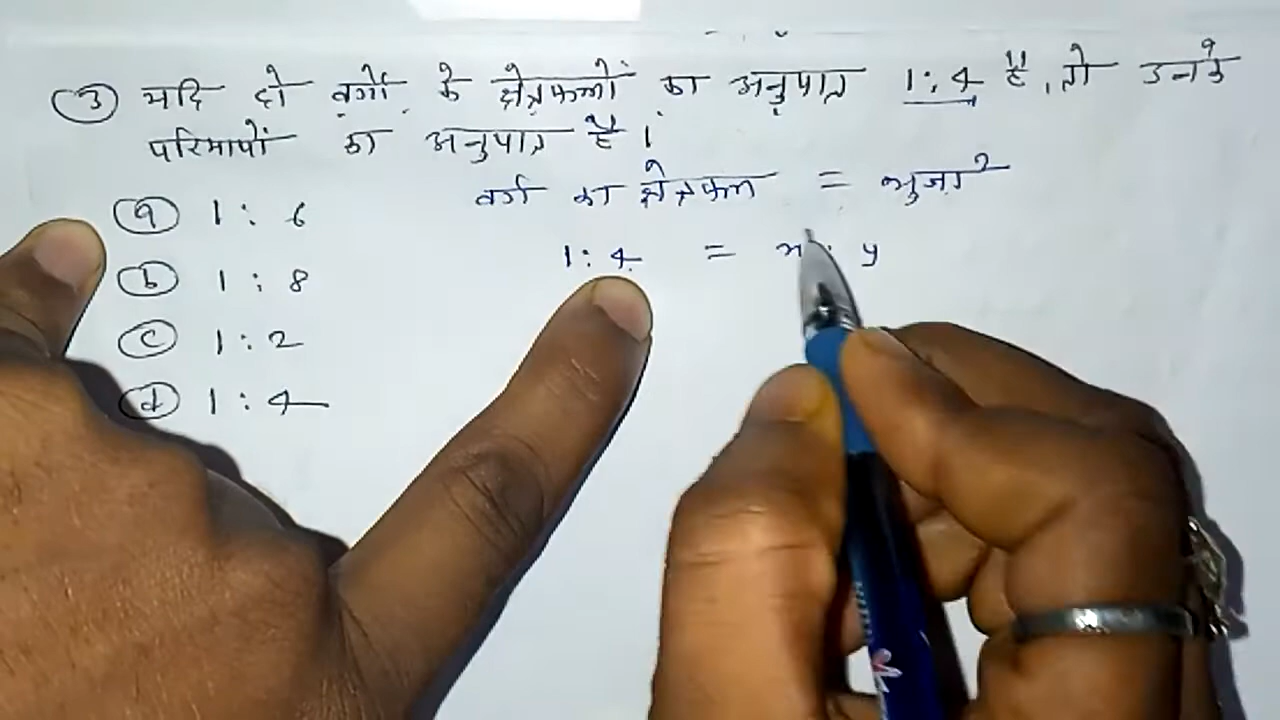 ③ यदि दो वर्गो के क्षेत्रफलो का अनुपात 1:4 है, तो उनके
परिमापों का अनुपात है।
वर्ग का क्षेत्रफल = भुजा²
ⓐ 1:6
1:4 = x: y
ⓑ 1:8
ⓒ 1:2
ⓓ 1:4